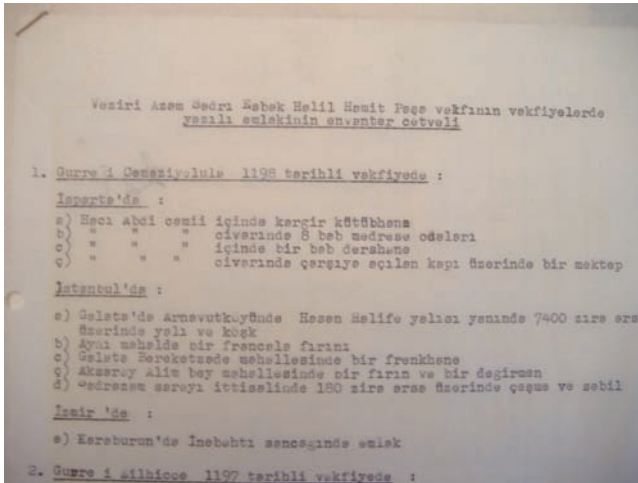 Veziri Azam Sadrı Esbak Halil Hamit Paşa vakfının vakfiyelerde
yazılı emlakinin envanter cetveli
1. Gurre i Cemaziyelula 1198 tarihli vakfiyede :
Isparta'da :
a) Hacı Abdi camii içinde kargir kütübhane
b) " " " civarında 8 bab medrese odaları
c) " " " içinde bir bab dershane
ç) " " " civarında çarşıya açılan kapı üzerinde bir mektep
İstanbul'da :
a) Galata'da Arnavutköyünde Hasan Halife yalısı yanında 7400 zıra arsa
üzerinde yalı ve köşk
b) Aynı mahalde bir francala fırını
c) Galata Bereketzade mahallesinde bir frenkhane
ç) Aksaray Alim bey mahallesinde bir fırın ve bir değirmen
d) Sadrazam sarayı ittisalinde 180 zira arsa üzerinde çeşme ve sebil
İzmir 'de :
a) Karaburun'da İnebahtı sancağında emlak
2. Gurre i Zilhicce 1197 tarihli vakfiyede :